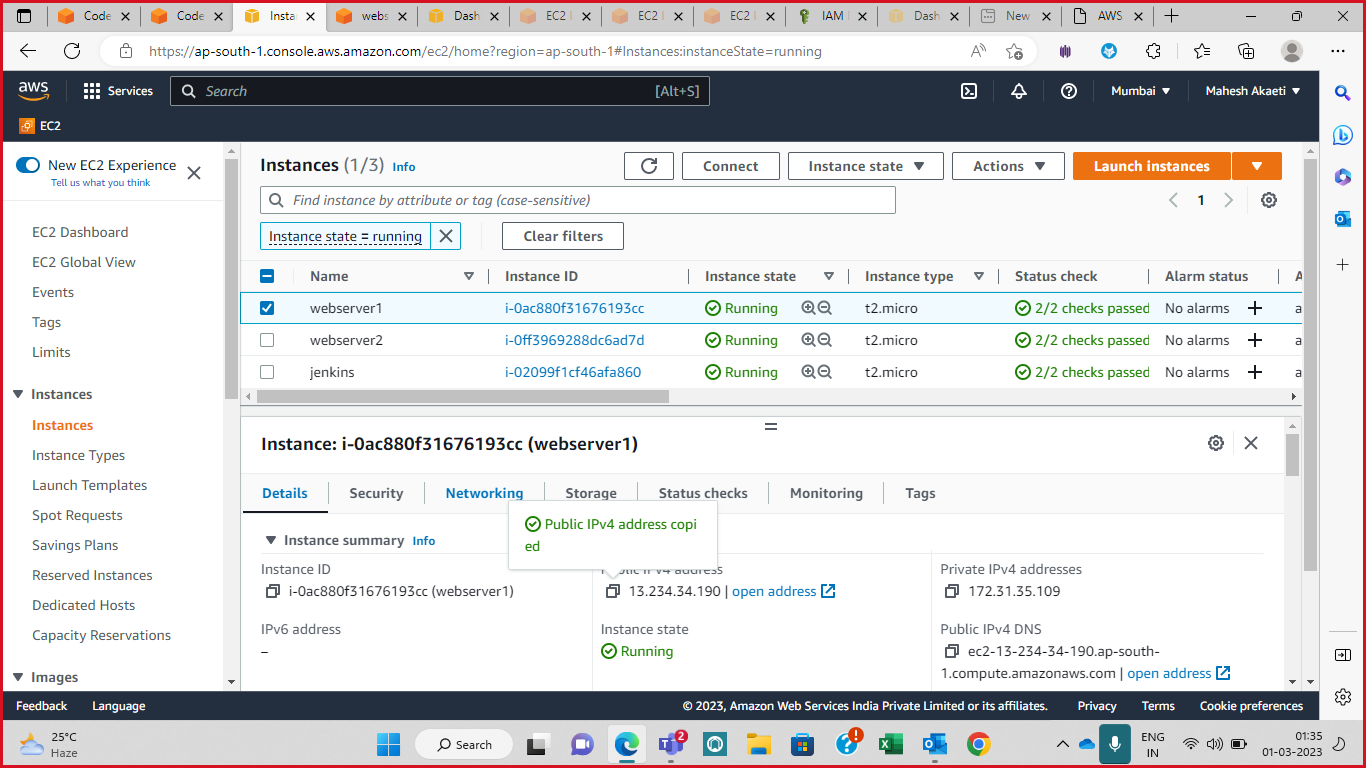 Code
Code
Insta
webs
Dash
EC2
EC2
EC2
IAM
Dash
New
AWS
https://ap-south-1.console.aws.amazon.com/ec2/home?region=ap-south-1#Instances:instanceState=running
aws
Services
Search
[Alt+S]
Mumbai
Mahesh Akaeti
EC2
New EC2 Experience
Tell us what you think
EC2 Dashboard
EC2 Global View
Events
Tags
Limits
Instances
Instances
Instance Types
Launch Templates
Spot Requests
Savings Plans
Reserved Instances
Dedicated Hosts
Capacity Reservations
Images
Instances (1/3) Info
Connect
Instance state
Actions
Launch instances
Find instance by attribute or tag (case-sensitive)
1
Instance state = running
Clear filters
Name Instance ID Instance state Instance type Status check Alarm status A
webserver1 i-0ac880f31676193cc Running t2.micro 2/2 checks passed No alarms a
webserver2 i-0ff3969288dc6ad7d Running t2.micro 2/2 checks passed No alarms a
jenkins i-02099f1cf46afa860 Running t2.micro 2/2 checks passed No alarms a
Instance: i-0ac880f31676193cc (webserver1)
Details Security Networking Storage Status checks Monitoring Tags
Public IPv4 address copi
ed
Instance summary Info
Instance ID
i-0ac880f31676193cc (webserver1)
IPv6 address
–
Public IPv4 address
13.234.34.190 | open address
Instance state
Running
Private IPv4 addresses
172.31.35.109
Public IPv4 DNS
ec2-13-234-34-190.ap-south-
1.compute.amazonaws.com | open address
Feedback Language © 2023, Amazon Web Services India Private Limited or its affiliates. Privacy Terms Cookie preferences
25°C
Haze
Search
2
ENG
IN
01:35
01-03-2023